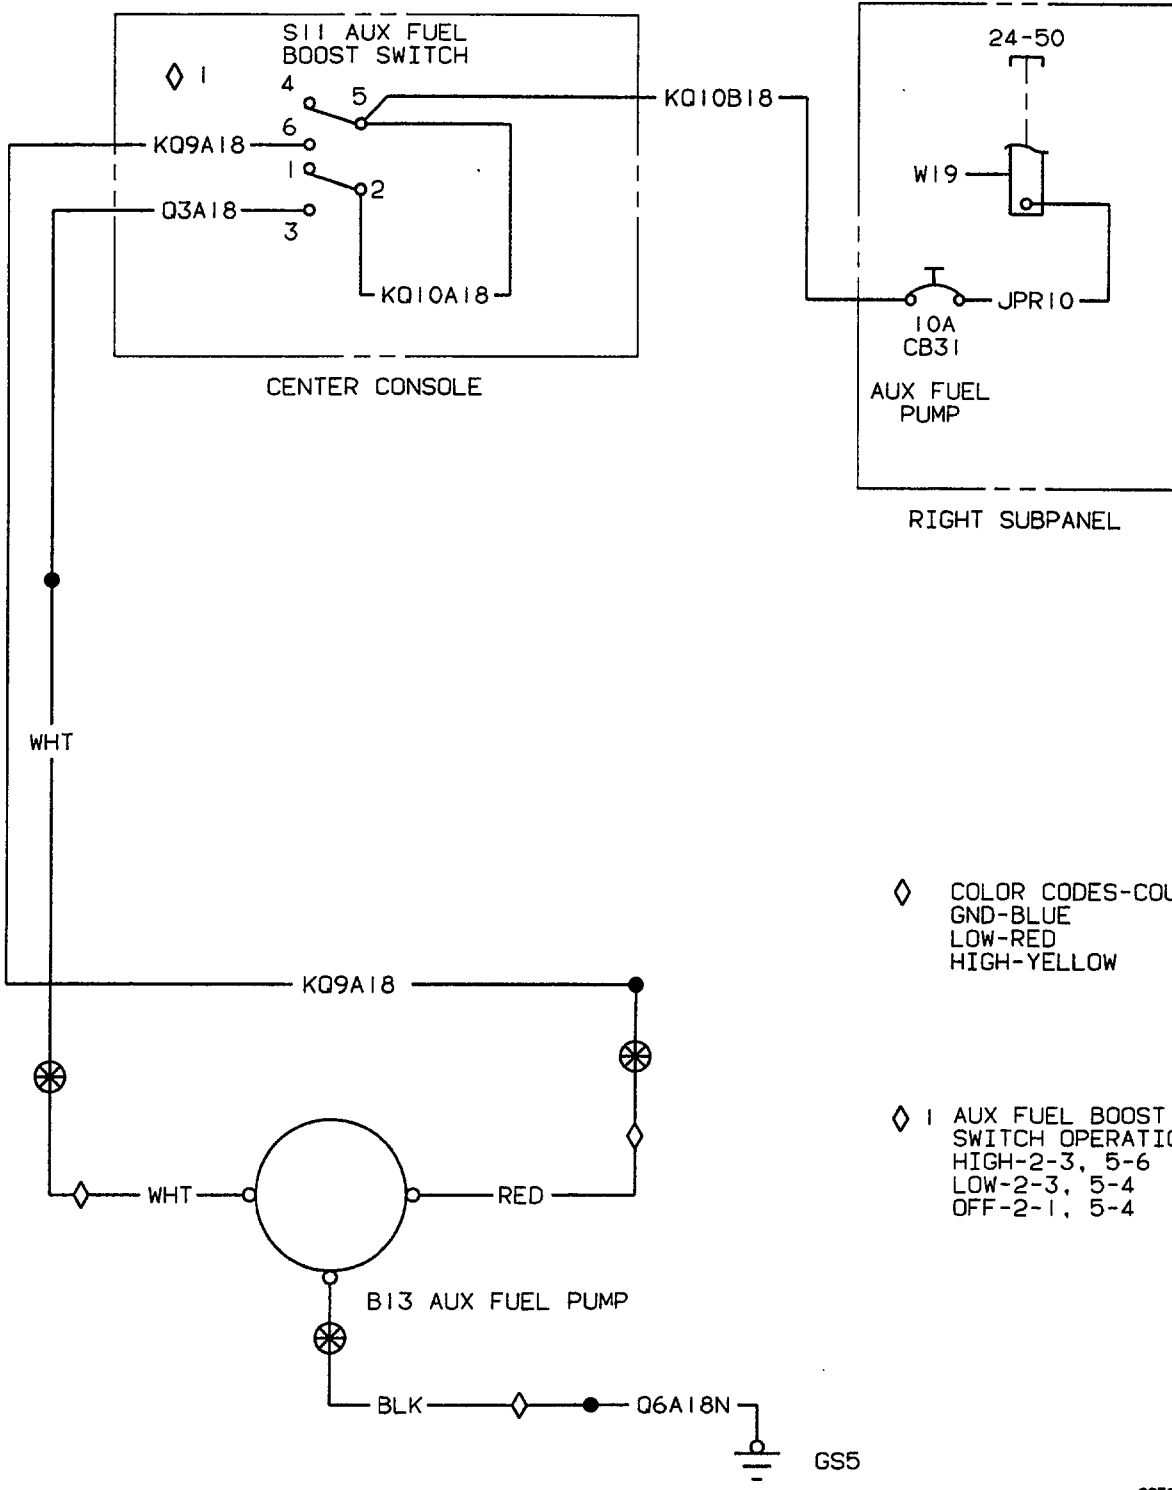 S11 AUX FUEL
BOOST SWITCH
1
4
5
6
1
2
3
KQ9A18
Q3A18
KQ10A18
KQ10B18
CENTER CONSOLE
24-50
W19
JPR10
10A
CB31
AUX FUEL
PUMP
RIGHT SUBPANEL
WHT
COLOR CODES-COU
GND-BLUE
LOW-RED
HIGH-YELLOW
KQ9A18
1 AUX FUEL BOOST
SWITCH OPERATIO
HIGH-2-3, 5-6
LOW-2-3, 5-4
OFF-2-1, 5-4
WHT
RED
B13 AUX FUEL PUMP
BLK
Q6A18N
GS5